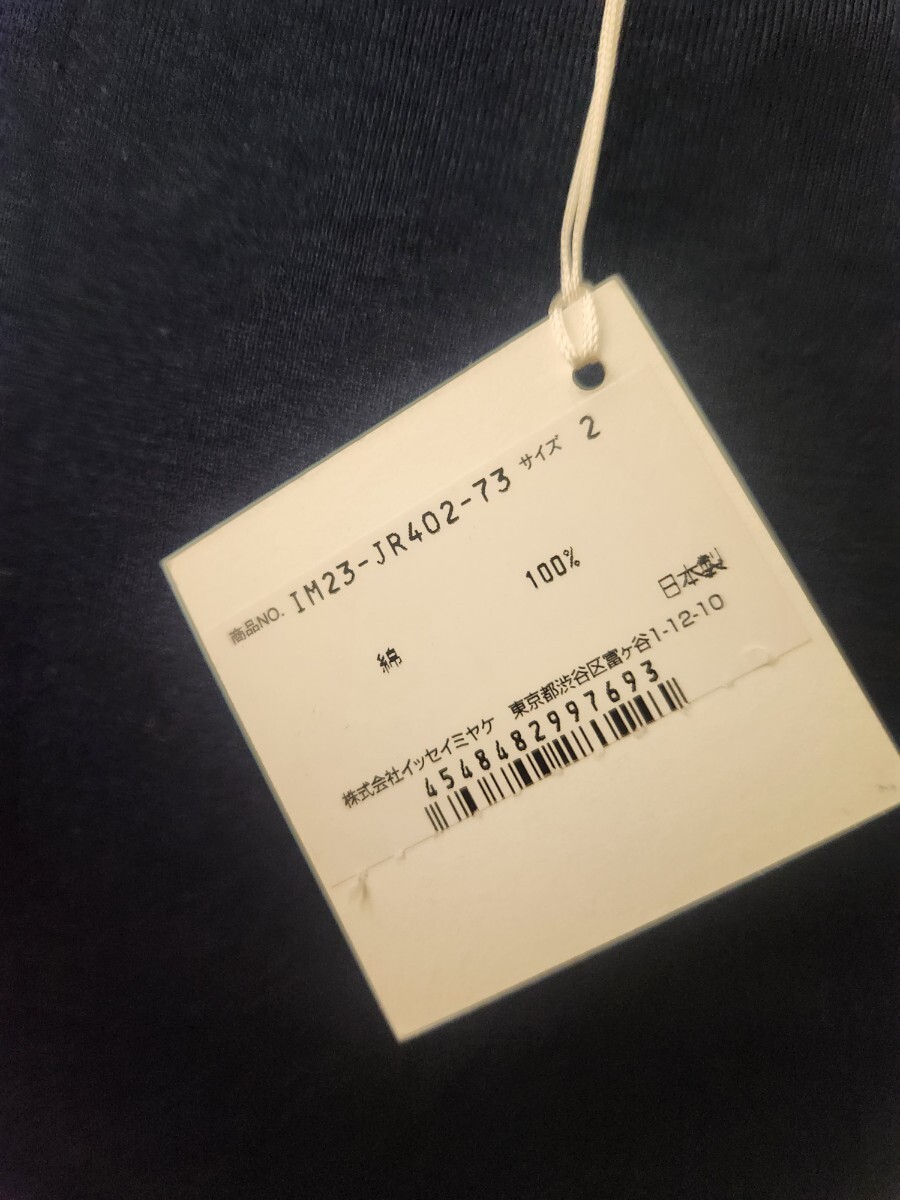 商品NO. IM23-JR402-73 サイズ 2
綿 100%
日本製
株式会社イッセイミヤケ 東京都渋谷区富ヶ谷1-12-10
4548482997693